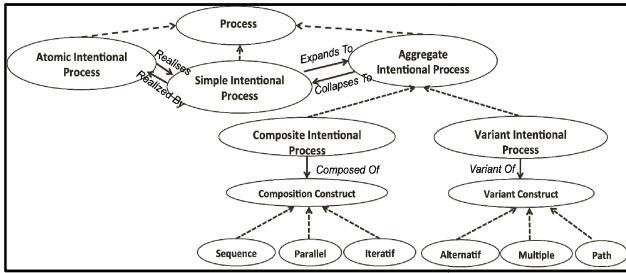 Process
Atomic Intentional
Process
Realises
Realized By
Simple Intentional
Process
Expands To
Collapses To
Aggregate
Intentional Process
Composite Intentional
Process
Variant Intentional
Process
Composed Of
Variant Of
Composition Construct
Variant Construct
Sequence
Parallel
Iteratif
Alternatif
Multiple
Path